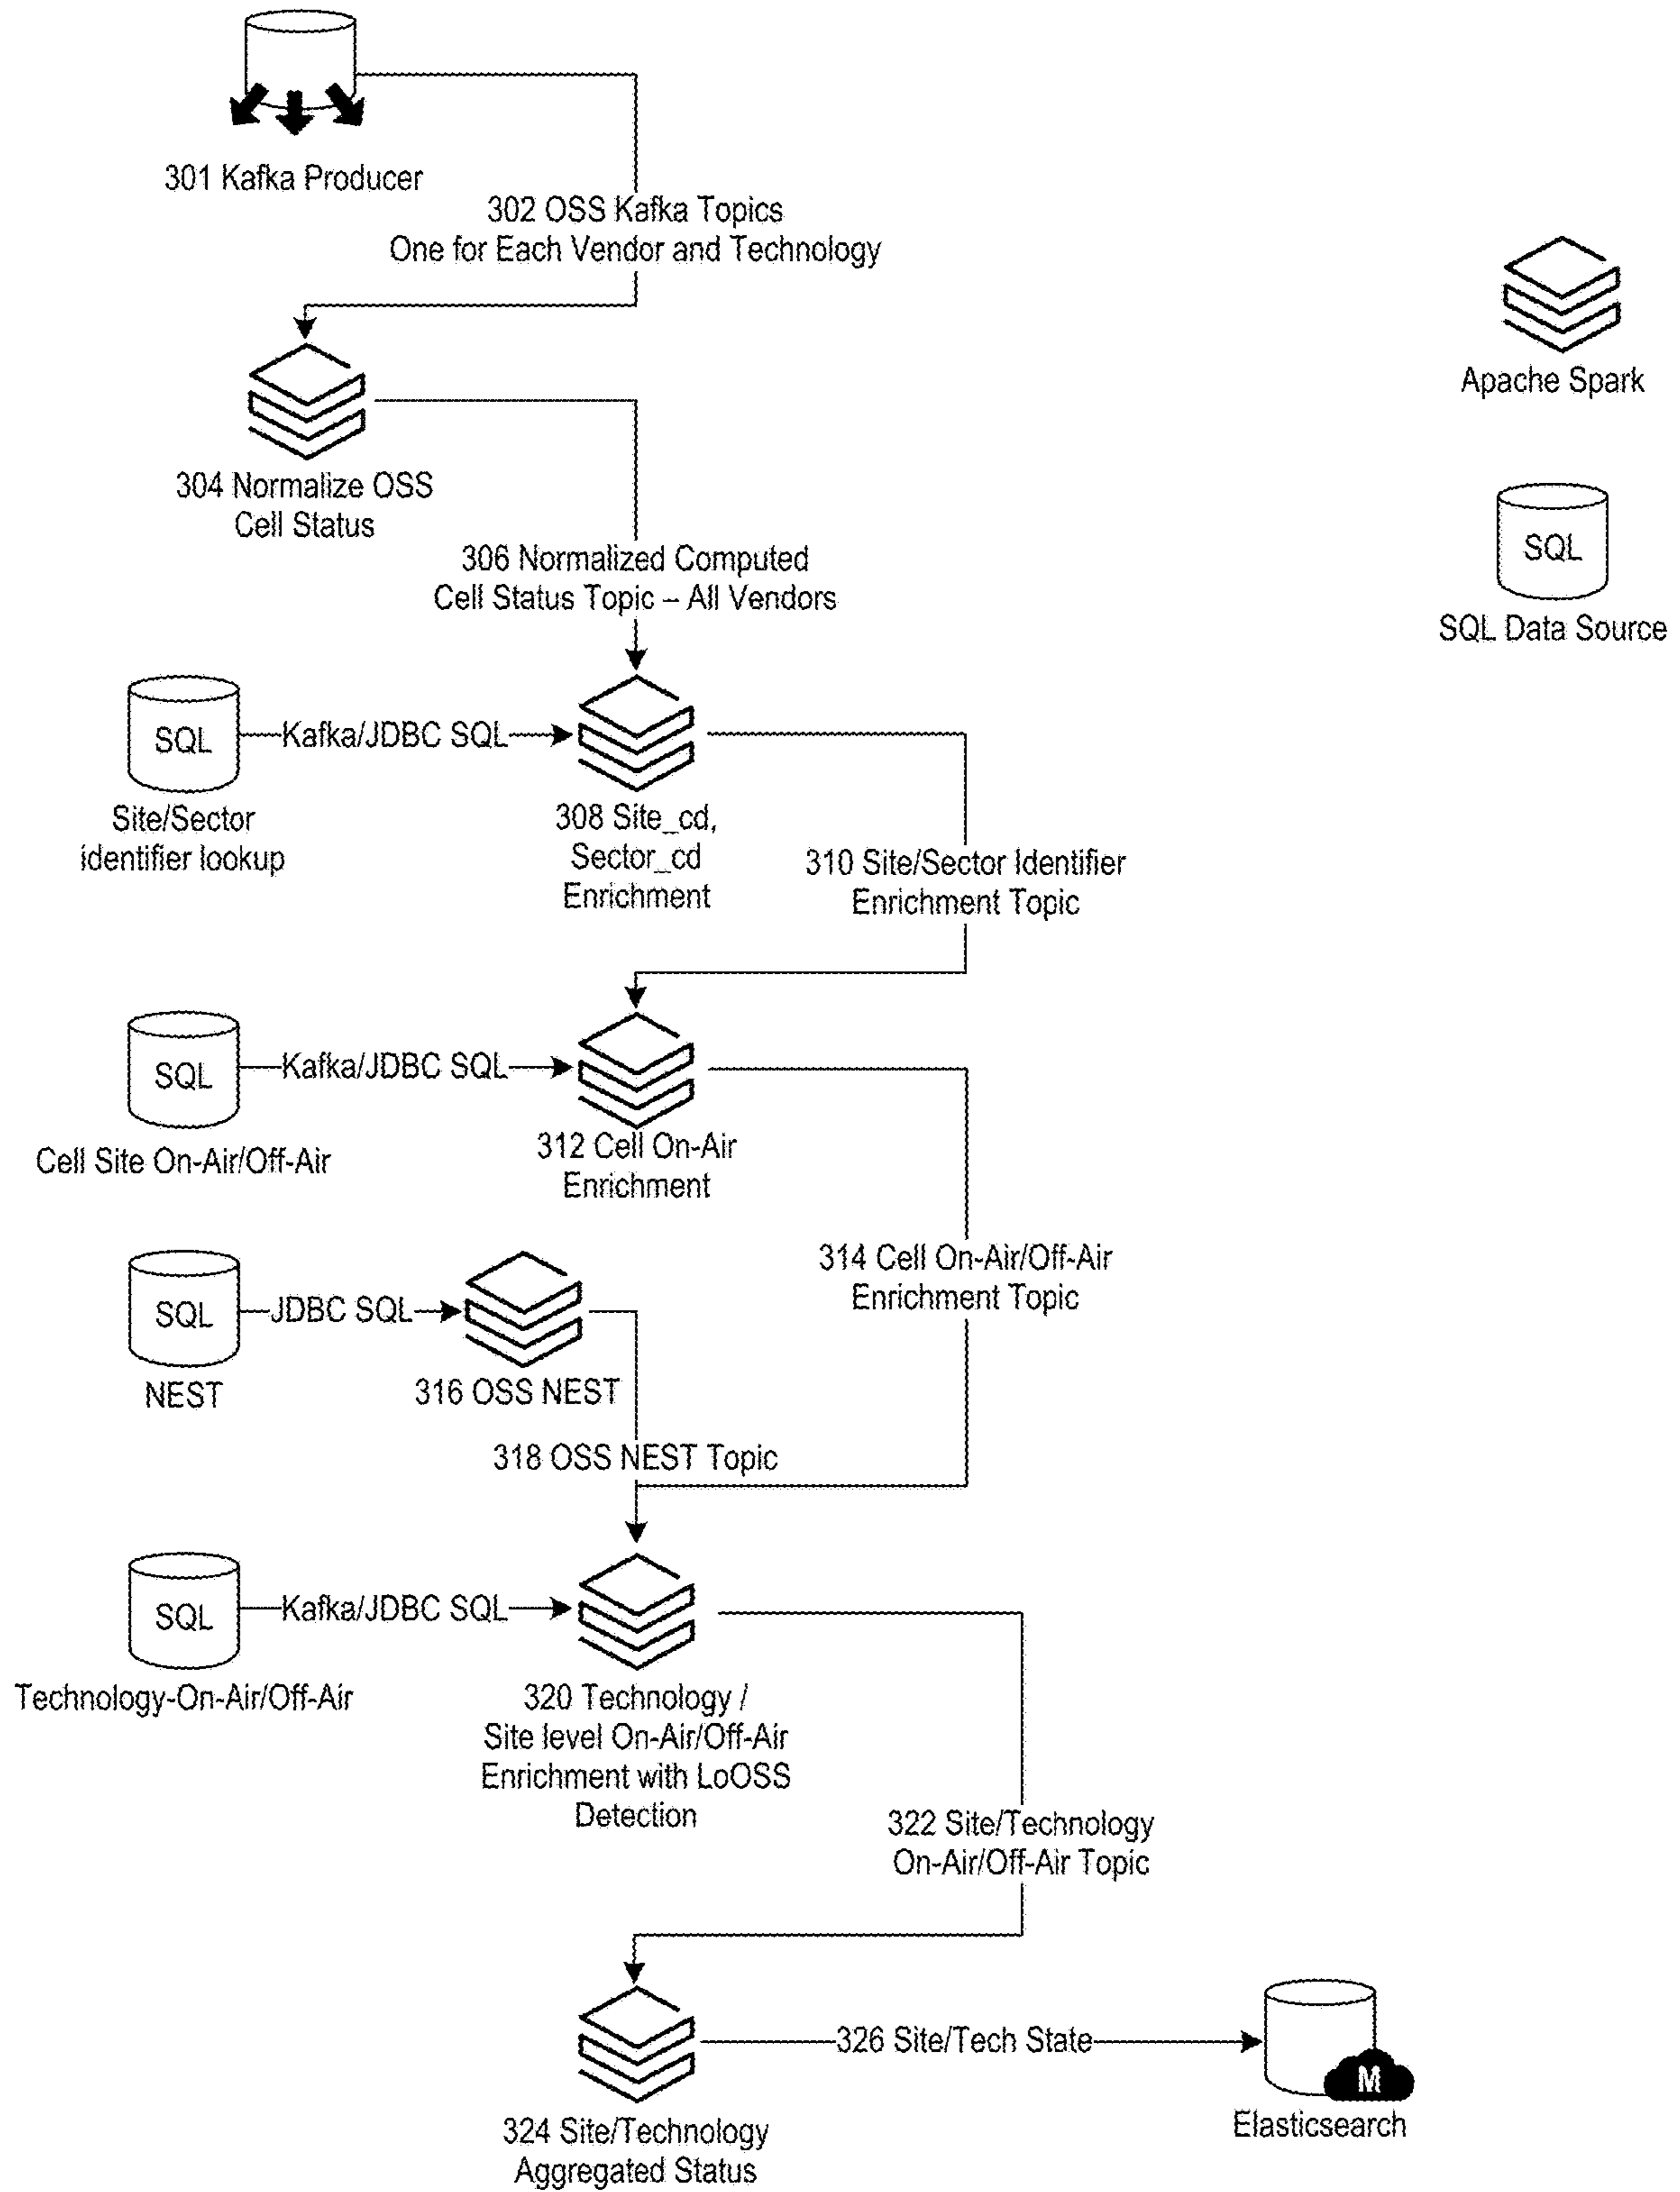 301 Kafka Producer
302 OSS Kafka Topics
One for Each Vendor and Technology
Apache Spark
304 Normalize OSS
Cell Status
SQL
SQL Data Source
306 Normalized Computed
Cell Status Topic – All Vendors
SQL
Kafka/JDBC SQL
Site/Sector
identifier lookup
308 Site_cd,
Sector_cd
Enrichment
310 Site/Sector Identifier
Enrichment Topic
SQL
Kafka/JDBC SQL
Cell Site On-Air/Off-Air
312 Cell On-Air
Enrichment
314 Cell On-Air/Off-Air
Enrichment Topic
SQL
JDBC SQL
NEST
316 OSS NEST
318 OSS NEST Topic
SQL
Kafka/JDBC SQL
Technology-On-Air/Off-Air
320 Technology /
Site level On-Air/Off-Air
Enrichment with LoOSS
Detection
322 Site/Technology
On-Air/Off-Air Topic
326 Site/Tech State
M
Elasticsearch
324 Site/Technology
Aggregated Status